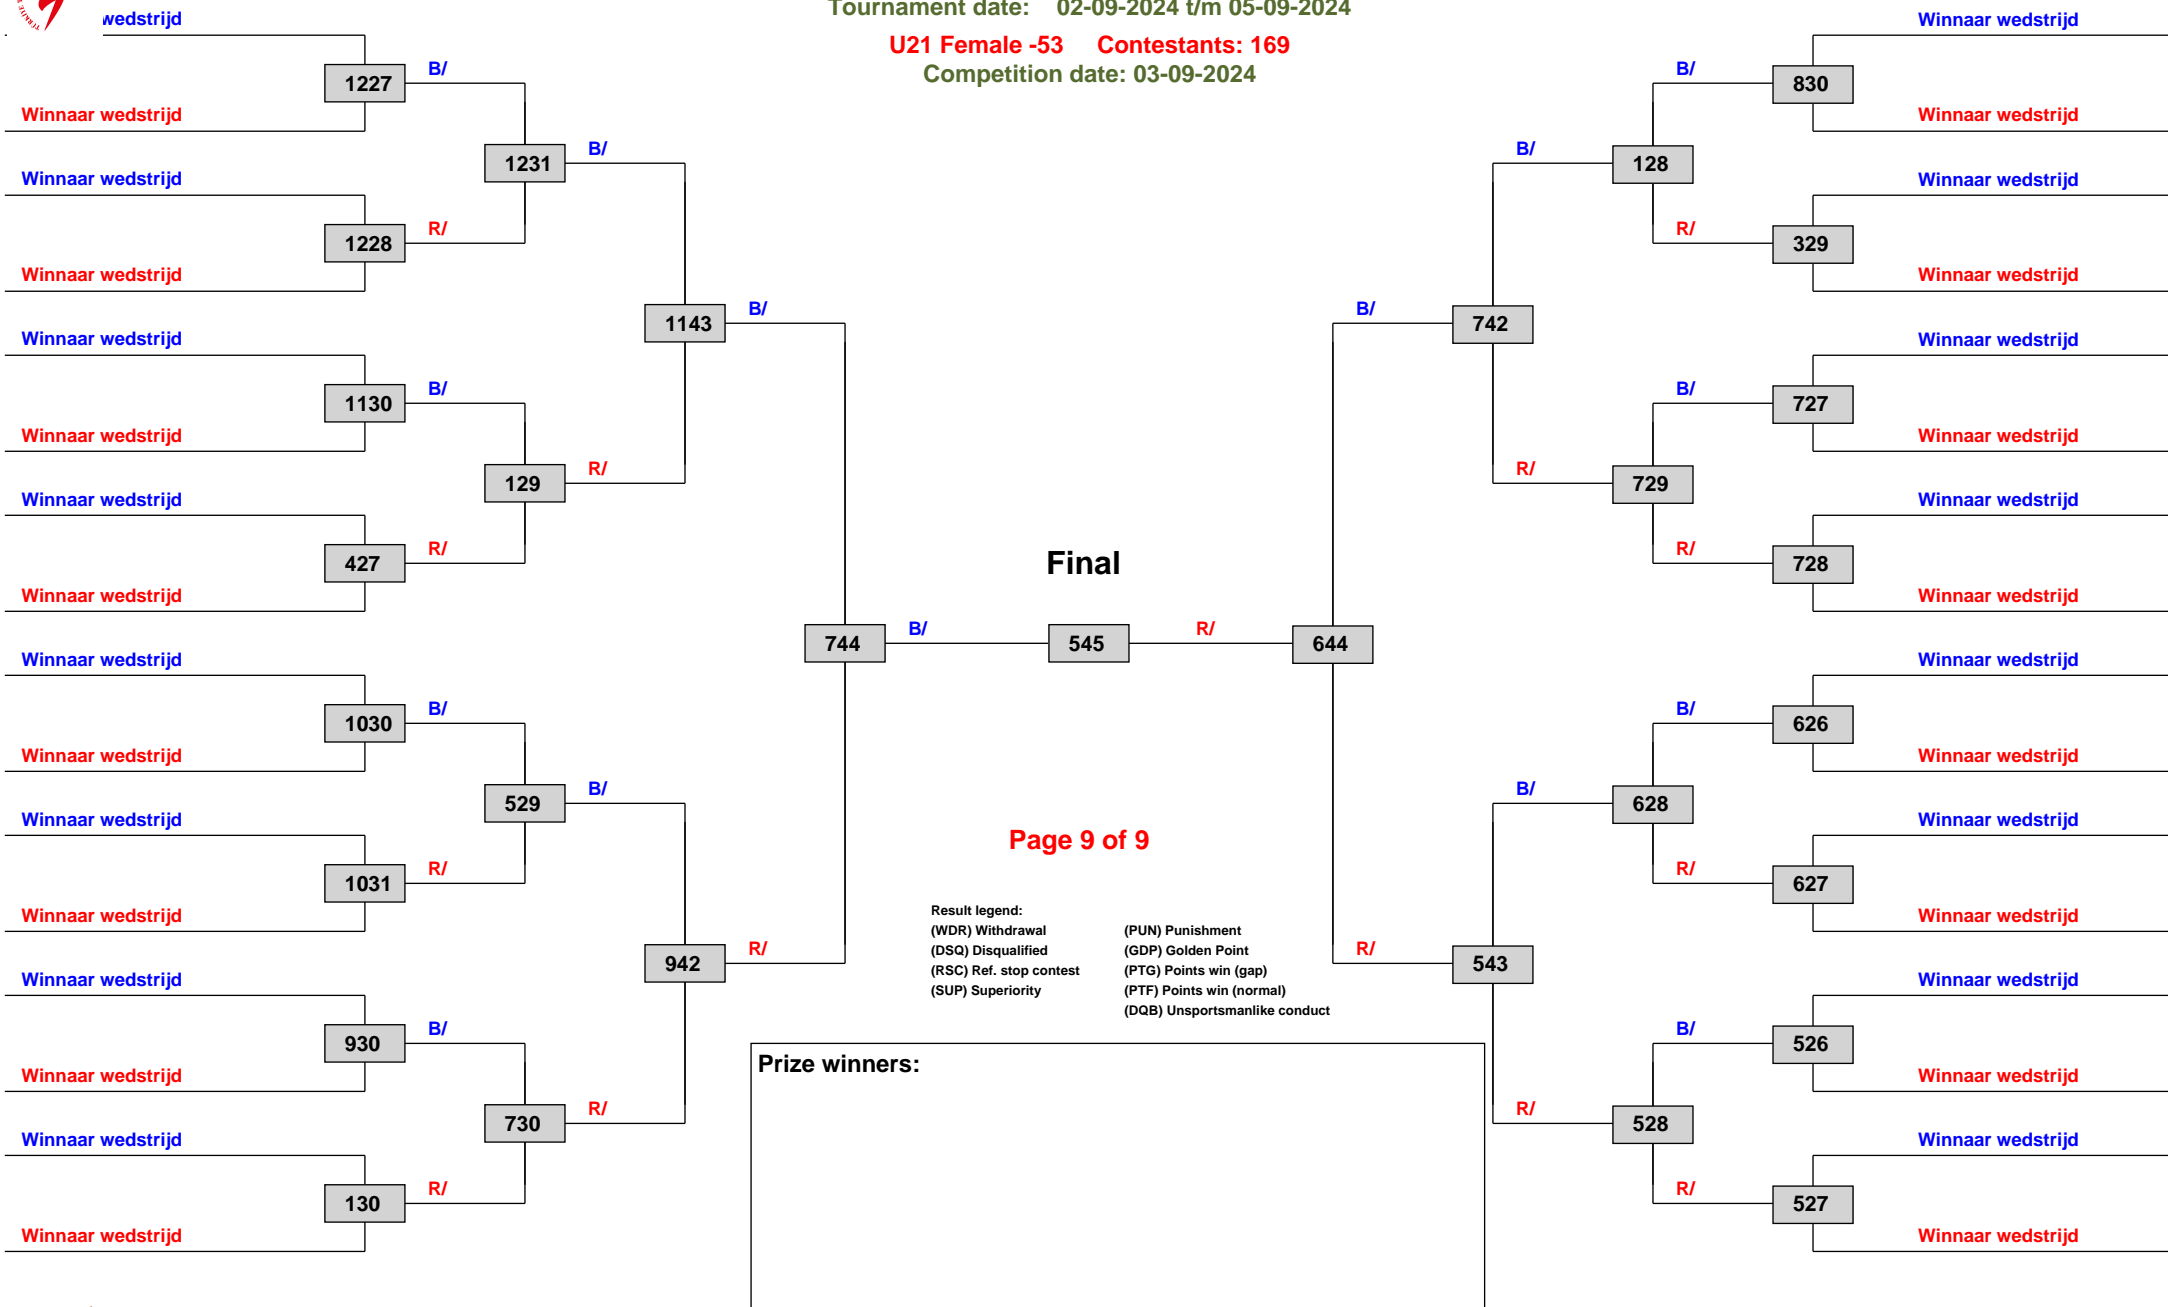 Tournament date: 02-09-2024 t/m 05-09-2024
U21 Female -53 Contestants: 169
Competition date: 03-09-2024
wedstrijd
1227
B/
Winnaar wedstrijd
1231
B/
Winnaar wedstrijd
1228
R/
Winnaar wedstrijd
1143
B/
Winnaar wedstrijd
1130
B/
Winnaar wedstrijd
129
R/
Winnaar wedstrijd
427
R/
Winnaar wedstrijd
744
B/
Winnaar wedstrijd
1030
B/
Winnaar wedstrijd
529
B/
Winnaar wedstrijd
1031
R/
Winnaar wedstrijd
942
R/
Winnaar wedstrijd
930
B/
Winnaar wedstrijd
730
R/
Winnaar wedstrijd
130
R/
Winnaar wedstrijd
Final
545
R/
644
Winnaar wedstrijd
B/
830
Winnaar wedstrijd
B/
128
Winnaar wedstrijd
R/
329
Winnaar wedstrijd
B/
742
Winnaar wedstrijd
B/
727
Winnaar wedstrijd
R/
729
Winnaar wedstrijd
R/
728
Winnaar wedstrijd
Winnaar wedstrijd
B/
626
Winnaar wedstrijd
B/
628
Winnaar wedstrijd
R/
627
Winnaar wedstrijd
R/
543
Winnaar wedstrijd
B/
526
Winnaar wedstrijd
R/
528
Winnaar wedstrijd
R/
527
Winnaar wedstrijd
Page 9 of 9
Result legend:
(WDR) Withdrawal (PUN) Punishment
(DSQ) Disqualified (GDP) Golden Point
(RSC) Ref. stop contest (PTG) Points win (gap)
(SUP) Superiority (PTF) Points win (normal)
(DQB) Unsportsmanlike conduct
Prize winners: